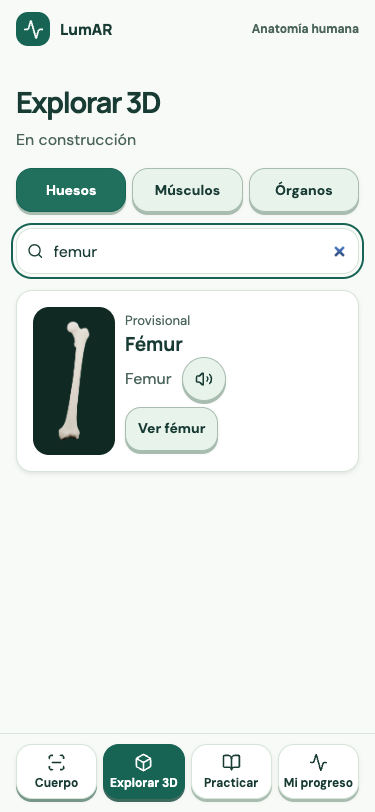 LumAR
Anatomía humana
Explorar 3D
En construcción
Huesos
Músculos
Órganos
femur
Provisional
Fémur
Femur
Ver fémur
Cuerpo
Explorar 3D
Practicar
Mi progreso